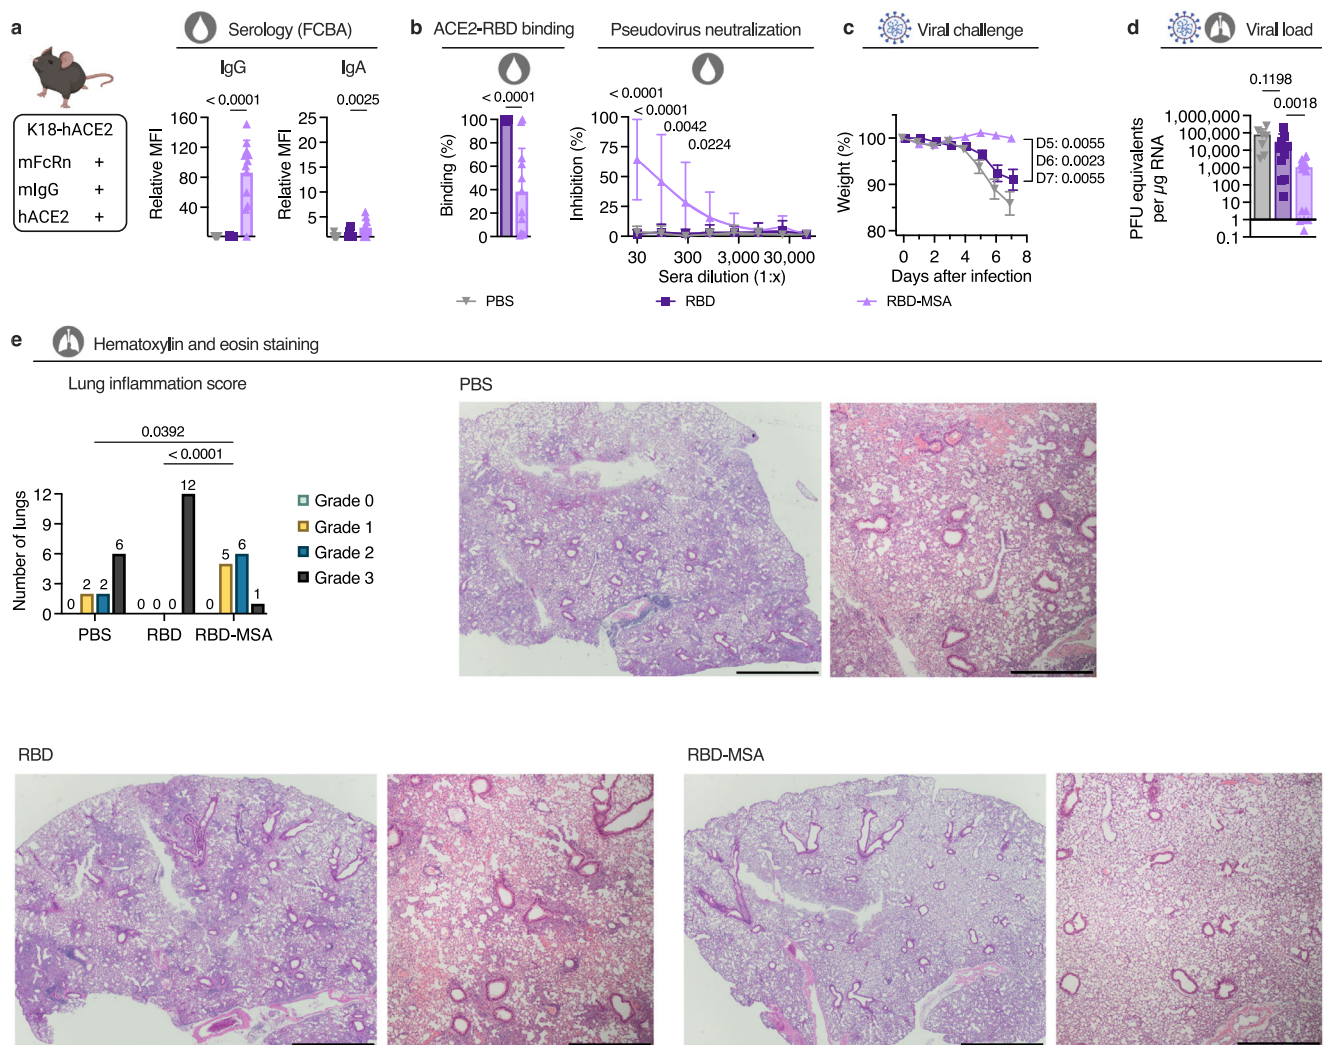 a
Serology (FCBA)
IgG
IgA
K18-hACE2
mFcRn +
mIgG +
hACE2 +
< 0.0001
Relative MFI
160
120
80
40
0.0025
Relative MFI
25
20
15
10
5
b
ACE2-RBD binding
Pseudovirus neutralization
< 0.0001
Binding (%)
100
80
60
40
20
0
< 0.0001
< 0.0001
0.0042
0.0224
Inhibition (%)
100
75
50
25
0
30 300 3,000 30,000
Sera dilution (1:x)
c
Viral challenge
Weight (%)
100
90
80
D5: 0.0055
D6: 0.0023
D7: 0.0055
0 2 4 6 8
Days after infection
d
Viral load
0.1198
0.0018
PFU equivalents
per µg RNA
1,000,000
100,000
10,000
1,000
100
10
1
0.1
PBS
RBD
RBD-MSA
e
Hematoxylin and eosin staining
Lung inflammation score
0.0392
< 0.0001
Number of lungs
12
9
6
3
0
0 2 2 6
0 0 0 12
0 5 6 1
PBS RBD RBD-MSA
Grade 0
Grade 1
Grade 2
Grade 3
PBS
RBD
RBD-MSA